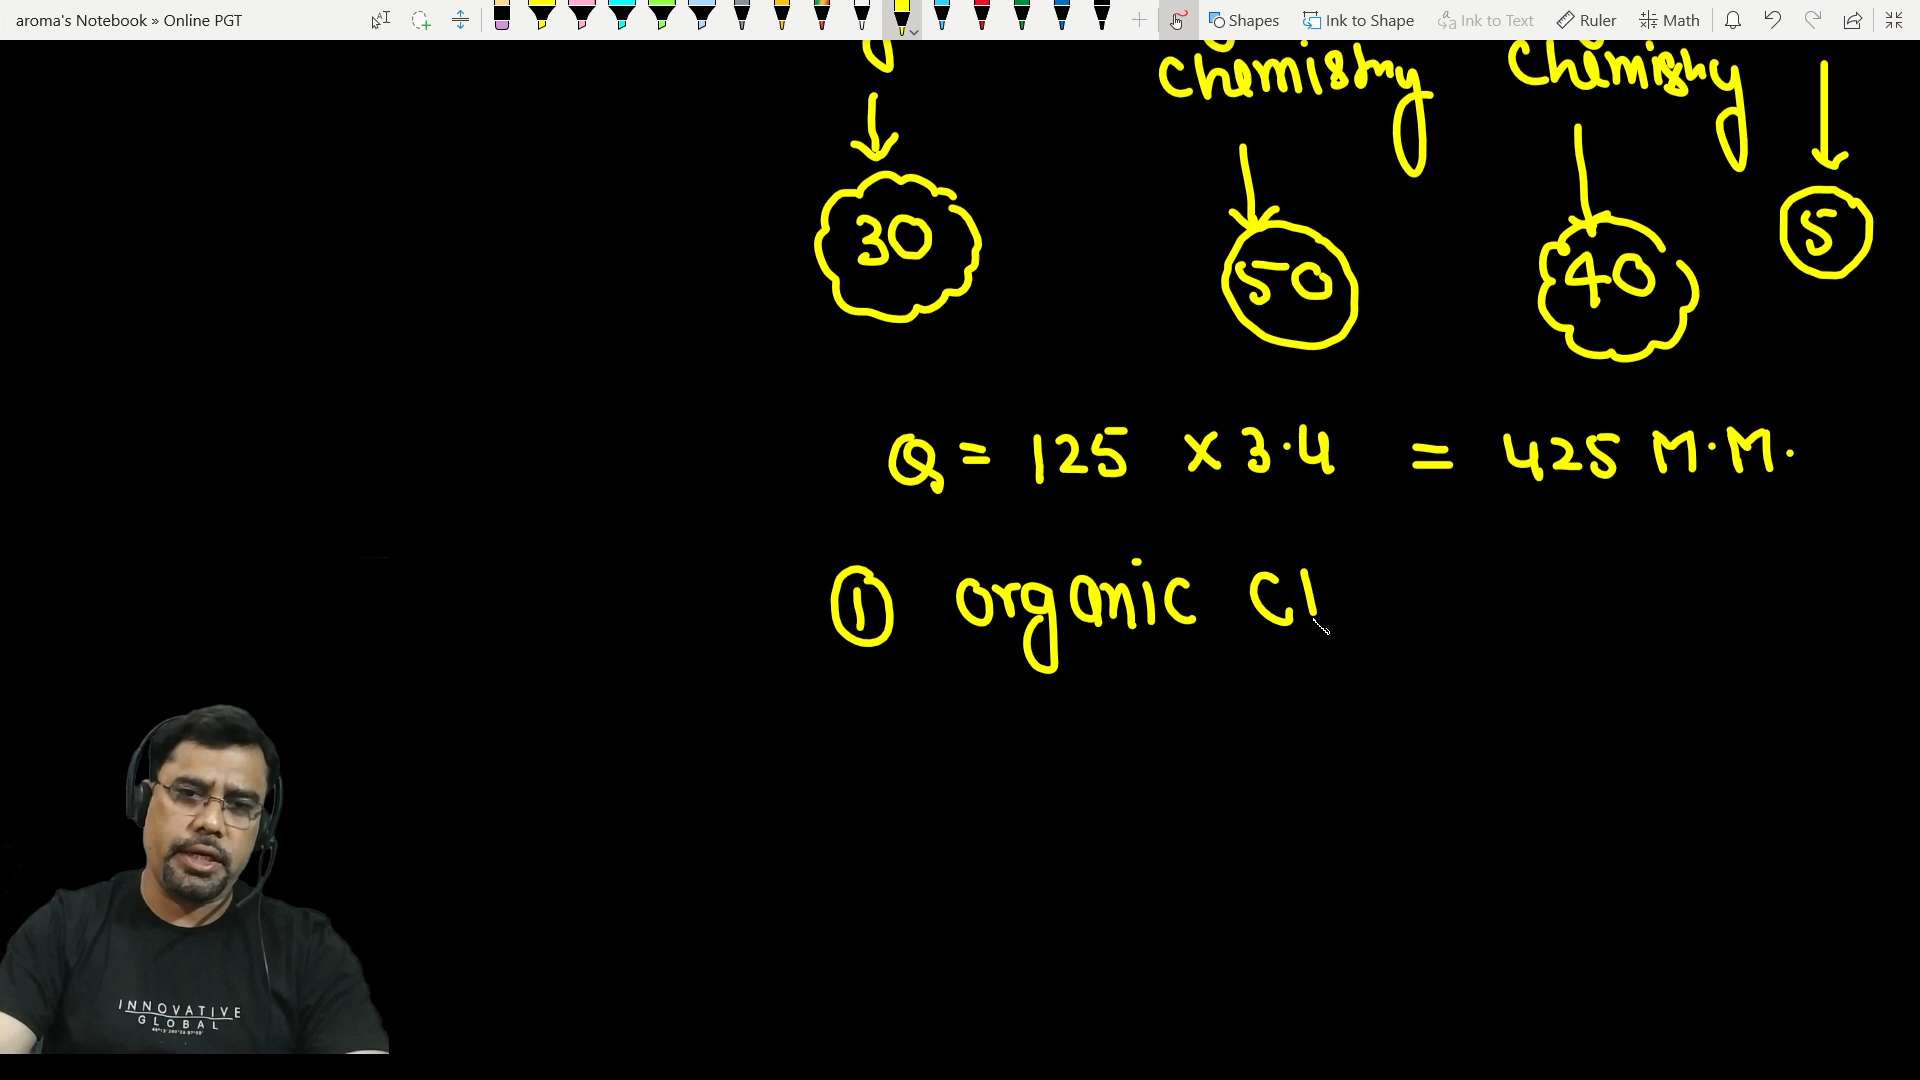 aroma's Notebook » Online PGT
Shapes Ink to Shape Ink to Text Ruler Math
chemistry chemistry
30 50 40 5
Q = 125 × 3.4 = 425 M.M.
① organic Cl
INNOVATIVE
GLOBAL